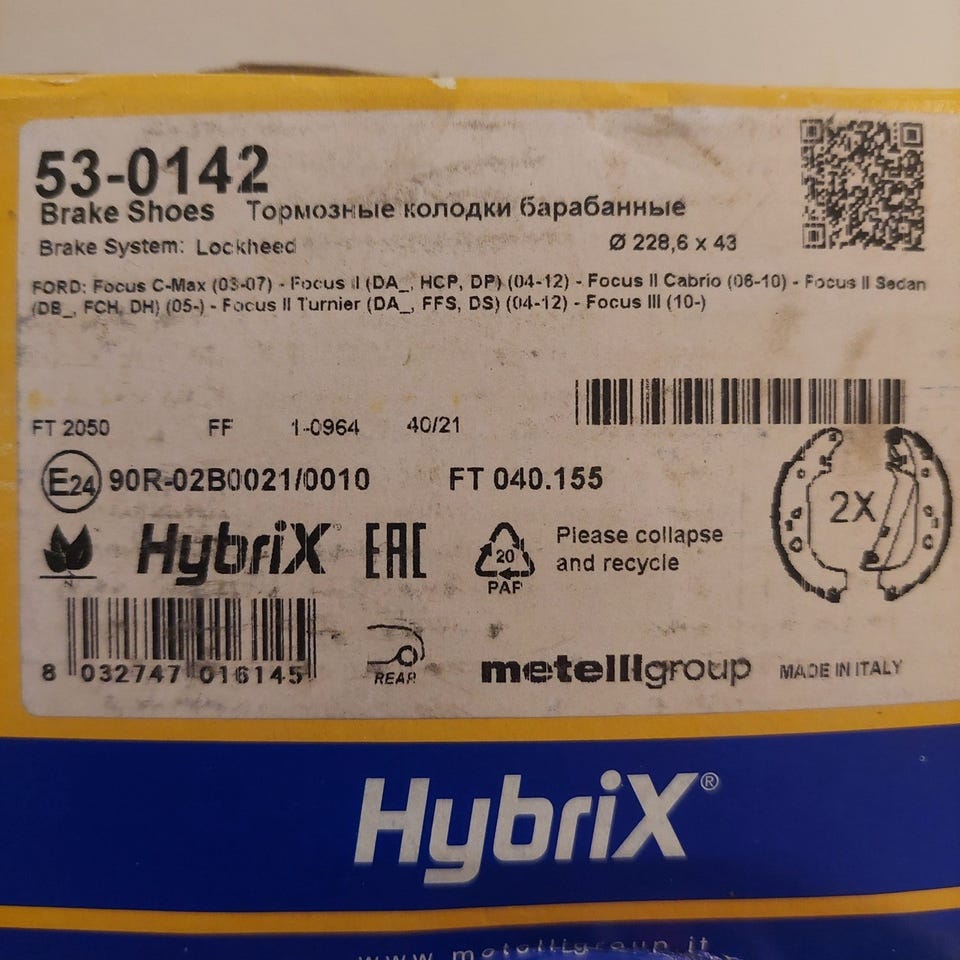 53-0142
Brake Shoes Тормозные колодки барабанные
Brake System: Lockheed Ø 228,6 x 43
FORD: Focus C-Max (03-07) - Focus II (DA_, HCP, DP) (04-12) - Focus II Cabrio (06-10) - Focus II Sedan
(DB_, FCH, DH) (05-) - Focus II Turnier (DA_, FFS, DS) (04-12) - Focus III (10-)
FT 2050 FF 1-0964 40/21
E24 90R-02B0021/0010 FT 040.155
2X
HybriX EAC 20 PAP Please collapse
and recycle
8 032747 016145
REAR
metelligroup MADE IN ITALY
HybriX®
www.metelligroup.it